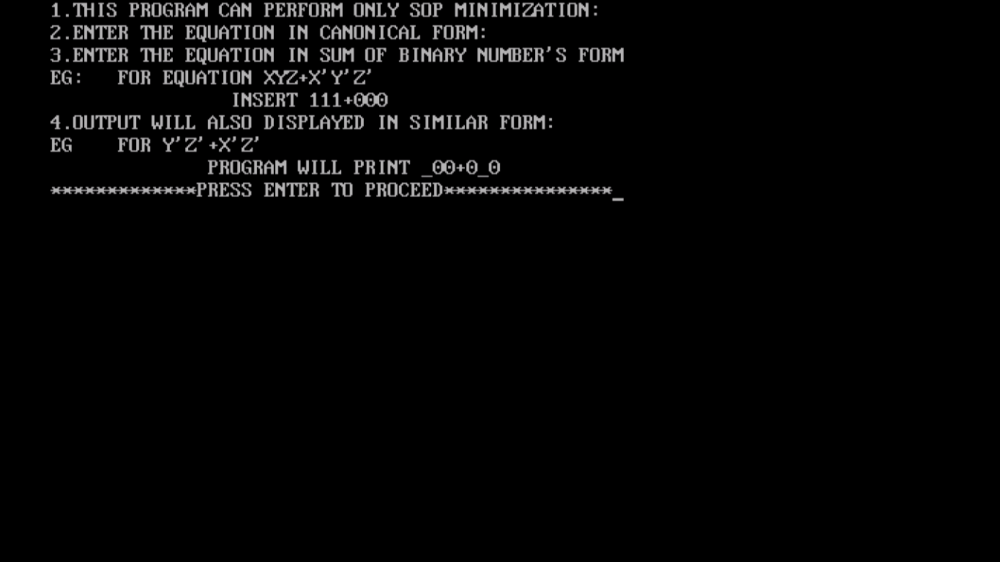 1.THIS PROGRAM CAN PERFORM ONLY SOP MINIMIZATION:
2.ENTER THE EQUATION IN CANONICAL FORM:
3.ENTER THE EQUATION IN SUM OF BINARY NUMBER'S FORM
EG:   FOR EQUATION XYZ+X'Y'Z'
INSERT 111+000
4.OUTPUT WILL ALSO DISPLAYED IN SIMILAR FORM:
EG    FOR Y'Z'+X'Z'
PROGRAM WILL PRINT _00+0_0
*************PRESS ENTER TO PROCEED***************_